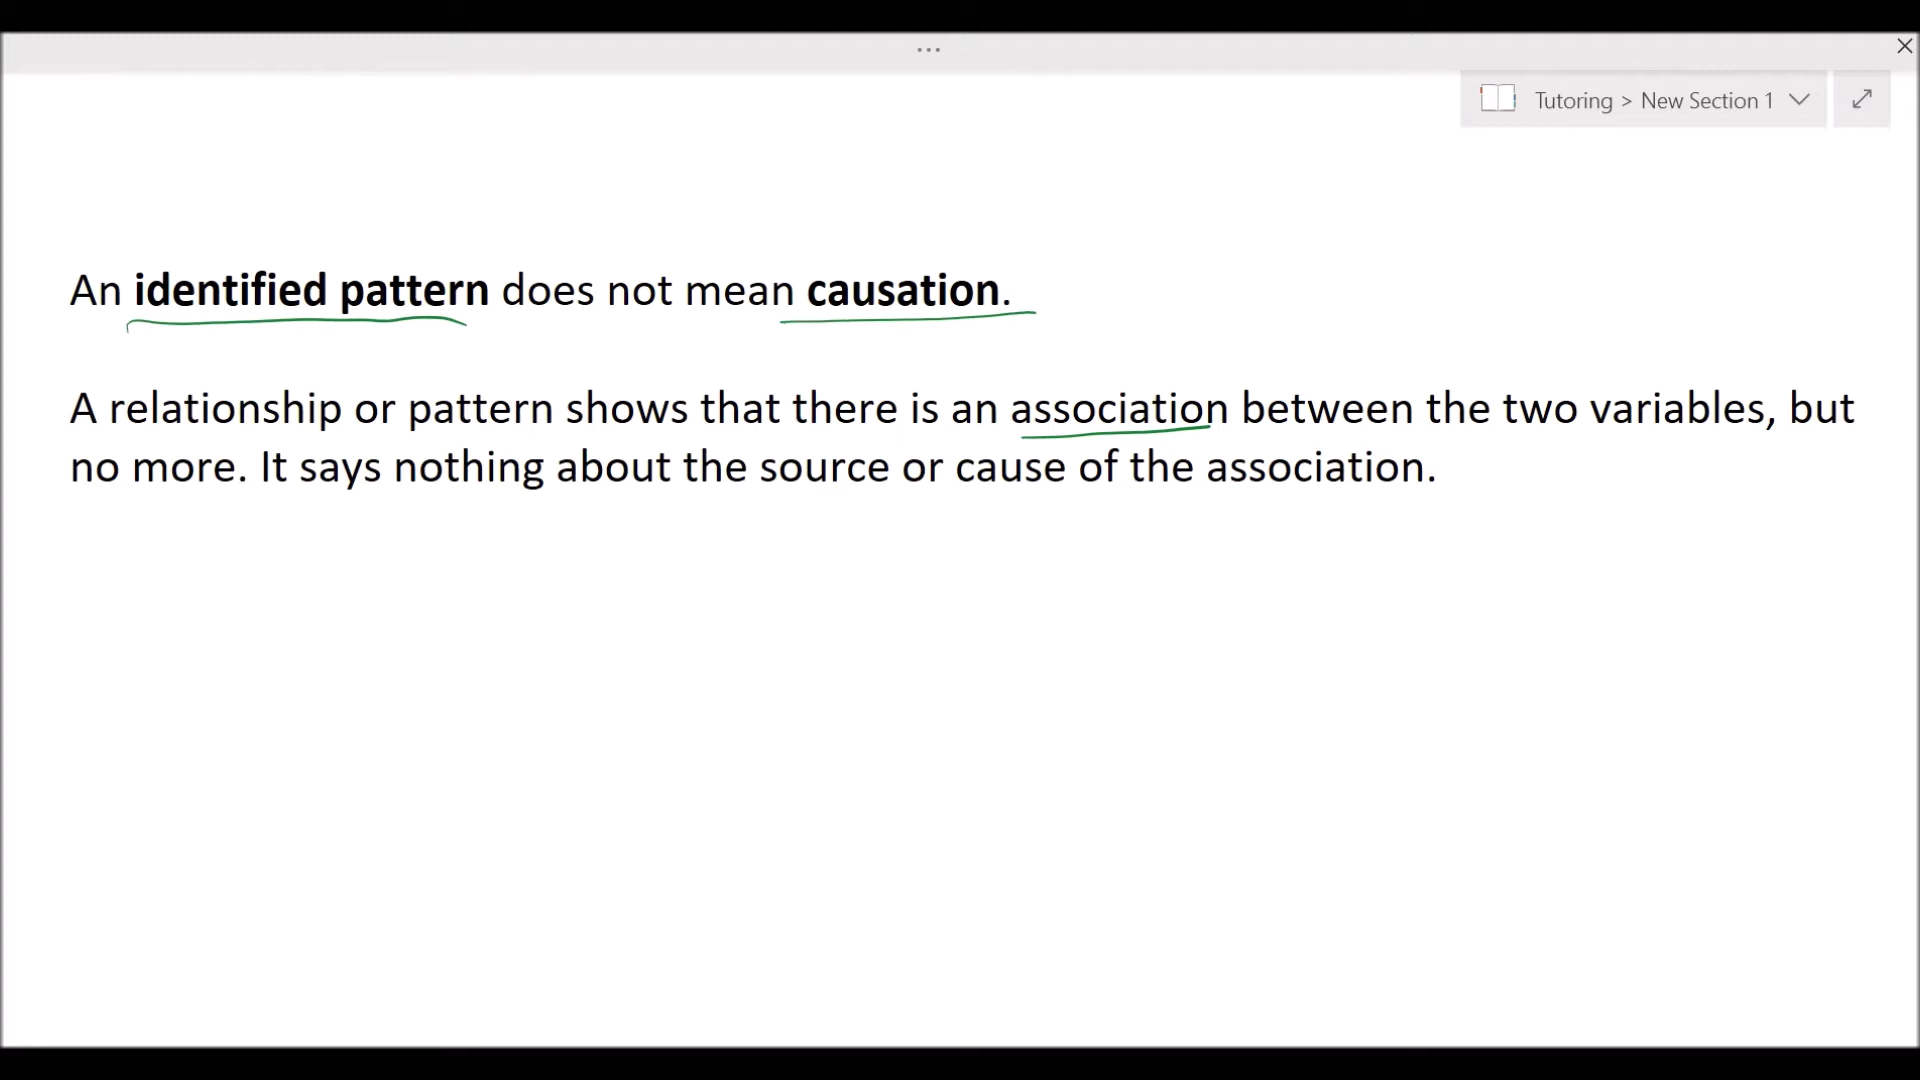 ...
Tutoring > New Section 1
An identified pattern does not mean causation.
A relationship or pattern shows that there is an association between the two variables, but
no more. It says nothing about the source or cause of the association.